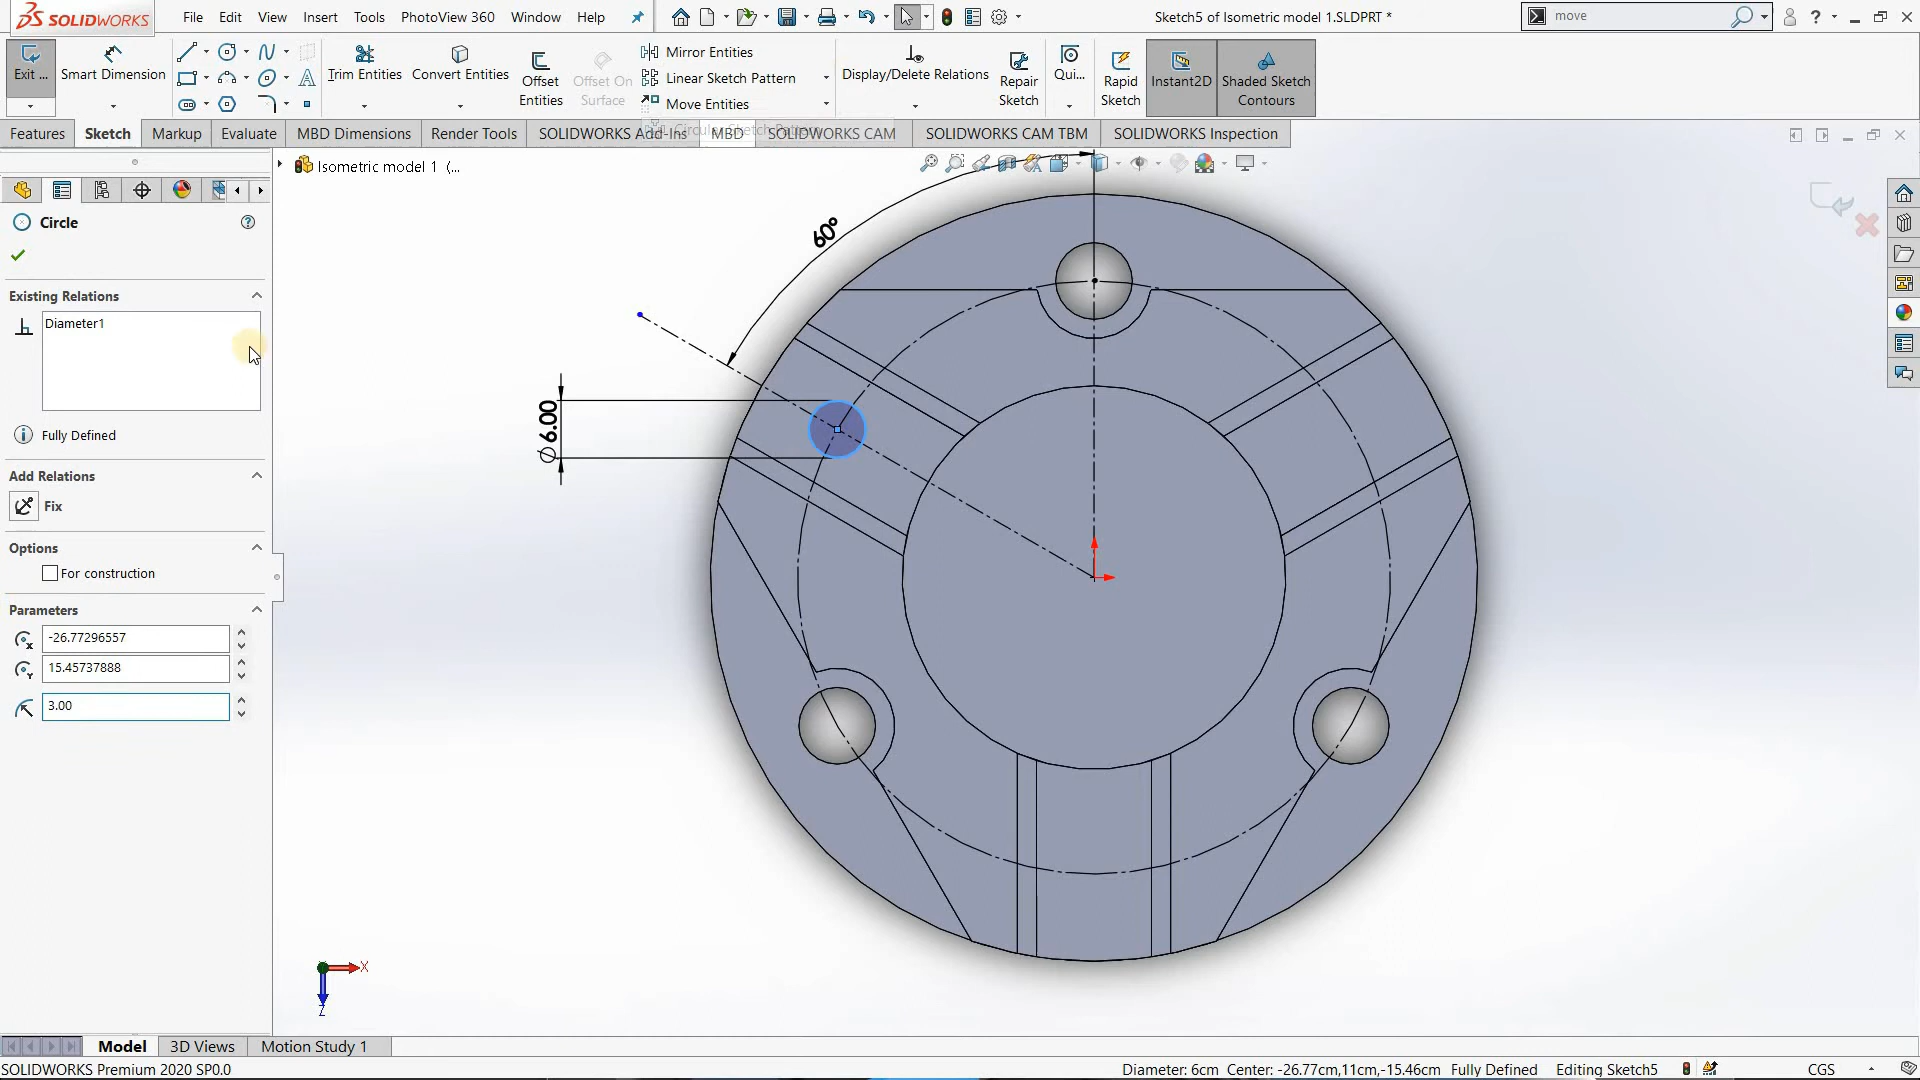 SOLIDWORKS File Edit View Insert Tools PhotoView 360 Window Help Sketch5 of Isometric model 1.SLDPRT * move
Exit ... Smart Dimension Trim Entities Convert Entities Offset Entities Offset On Surface Mirror Entities Display/Delete Relations Repair Sketch Qui... Rapid Sketch Instant2D Shaded Sketch Contours
Linear Sketch Pattern
Move Entities
Features Sketch Markup Evaluate MBD Dimensions Render Tools SOLIDWORKS Add-Ins MBD SOLIDWORKS CAM SOLIDWORKS CAM TBM SOLIDWORKS Inspection
Circular Sketch Pattern
Isometric model 1 (...
Circle
60°
Existing Relations
Diameter1
∅ 6.00
Fully Defined
Add Relations
Fix
Options
For construction
Parameters
-26.77296557
15.45737888
3.00
X
Z
Model 3D Views Motion Study 1
SOLIDWORKS Premium 2020 SP0.0 Diameter: 6cm Center: -26.77cm,11cm,-15.46cm Fully Defined Editing Sketch5 CGS